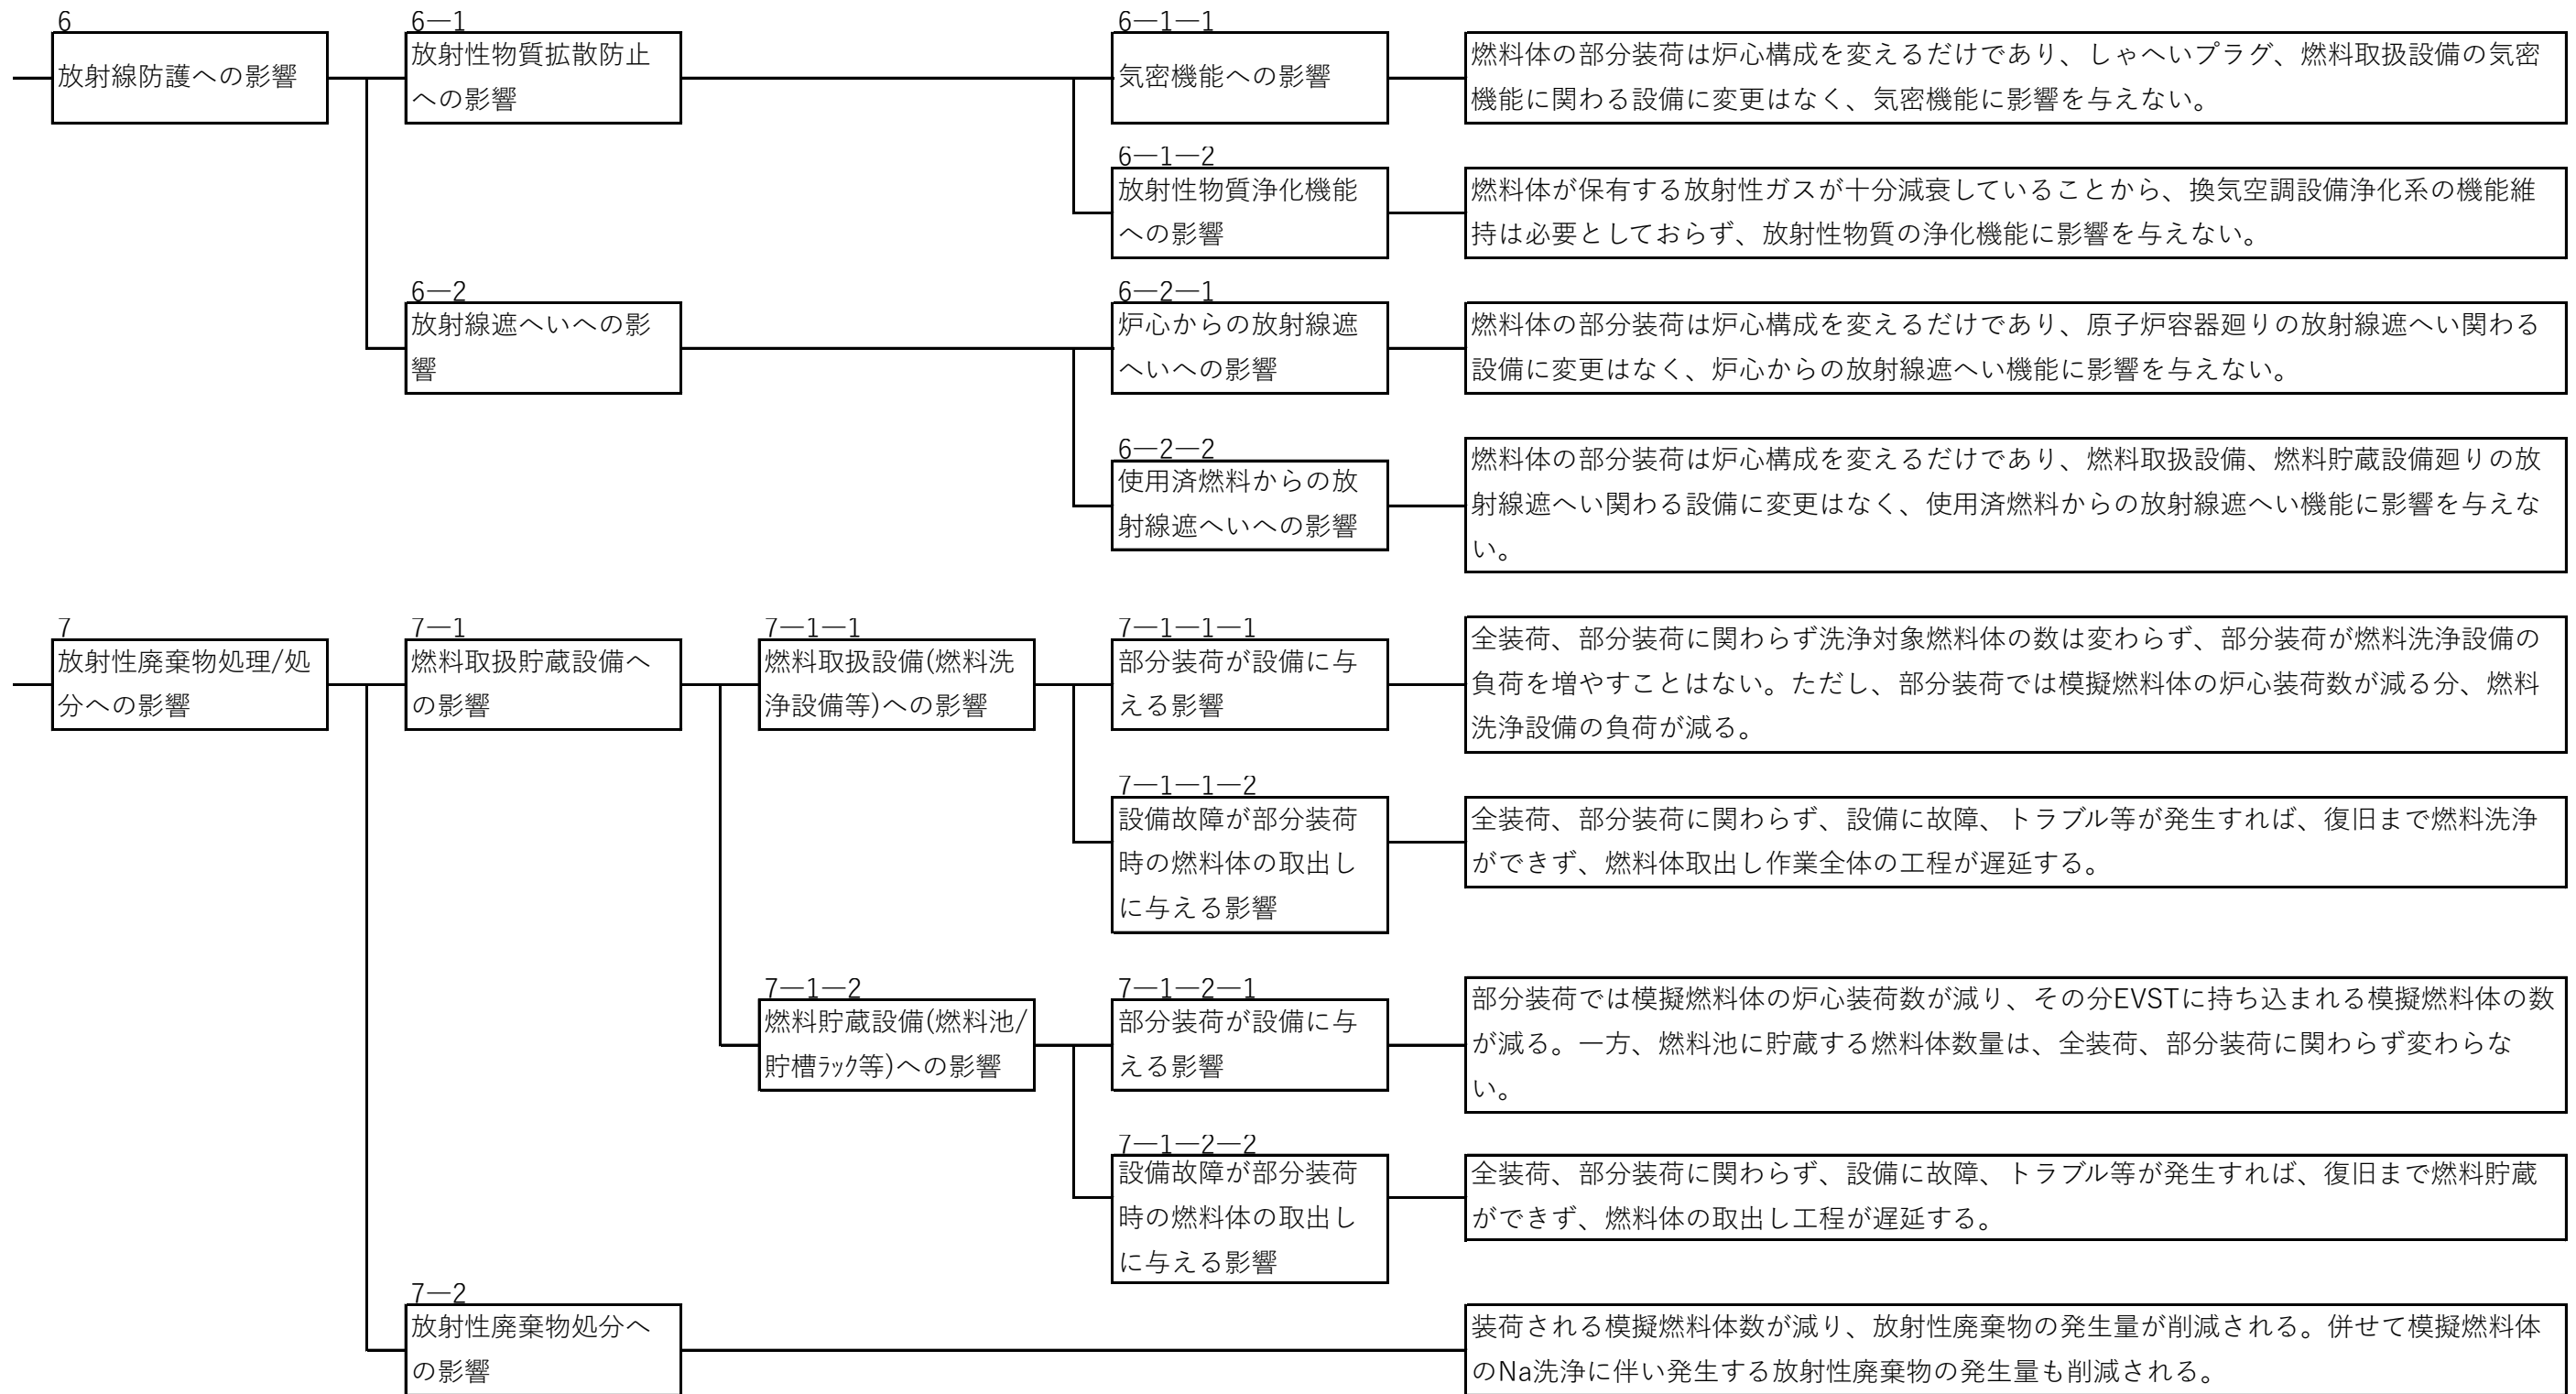 6
放射線防護への影響
6―1
放射性物質拡散防止
への影響
6―1―1
気密機能への影響
燃料体の部分装荷は炉心構成を変えるだけであり、しゃへいプラグ、燃料取扱設備の気密
機能に関わる設備に変更はなく、気密機能に影響を与えない。
6―1―2
放射性物質浄化機能
への影響
燃料体が保有する放射性ガスが十分減衰していることから、換気空調設備浄化系の機能維
持は必要としておらず、放射性物質の浄化機能に影響を与えない。
6―2
放射線遮へいへの影
響
6―2―1
炉心からの放射線遮
へいへの影響
燃料体の部分装荷は炉心構成を変えるだけであり、原子炉容器廻りの放射線遮へい関わる
設備に変更はなく、炉心からの放射線遮へい機能に影響を与えない。
6―2―2
使用済燃料からの放
射線遮へいへの影響
燃料体の部分装荷は炉心構成を変えるだけであり、燃料取扱設備、燃料貯蔵設備廻りの放
射線遮へい関わる設備に変更はなく、使用済燃料からの放射線遮へい機能に影響を与えな
い。
7
放射性廃棄物処理/処
分への影響
7―1
燃料取扱貯蔵設備へ
の影響
7―1―1
燃料取扱設備(燃料洗
浄設備等)への影響
7―1―1―1
部分装荷が設備に与
える影響
全装荷、部分装荷に関わらず洗浄対象燃料体の数は変わらず、部分装荷が燃料洗浄設備の
負荷を増やすことはない。ただし、部分装荷では模擬燃料体の炉心装荷数が減る分、燃料
洗浄設備の負荷が減る。
7―1―1―2
設備故障が部分装荷
時の燃料体の取出し
に与える影響
全装荷、部分装荷に関わらず、設備に故障、トラブル等が発生すれば、復旧まで燃料洗浄
ができず、燃料体取出し作業全体の工程が遅延する。
7―1―2
燃料貯蔵設備(燃料池/
貯槽ﾗｯｸ等)への影響
7―1―2―1
部分装荷が設備に与
える影響
部分装荷では模擬燃料体の炉心装荷数が減り、その分EVSTに持ち込まれる模擬燃料体の数
が減る。一方、燃料池に貯蔵する燃料体数量は、全装荷、部分装荷に関わらず変わらな
い。
7―1―2―2
設備故障が部分装荷
時の燃料体の取出し
に与える影響
全装荷、部分装荷に関わらず、設備に故障、トラブル等が発生すれば、復旧まで燃料貯蔵
ができず、燃料体の取出し工程が遅延する。
7―2
放射性廃棄物処分へ
の影響
装荷される模擬燃料体数が減り、放射性廃棄物の発生量が削減される。併せて模擬燃料体
のNa洗浄に伴い発生する放射性廃棄物の発生量も削減される。